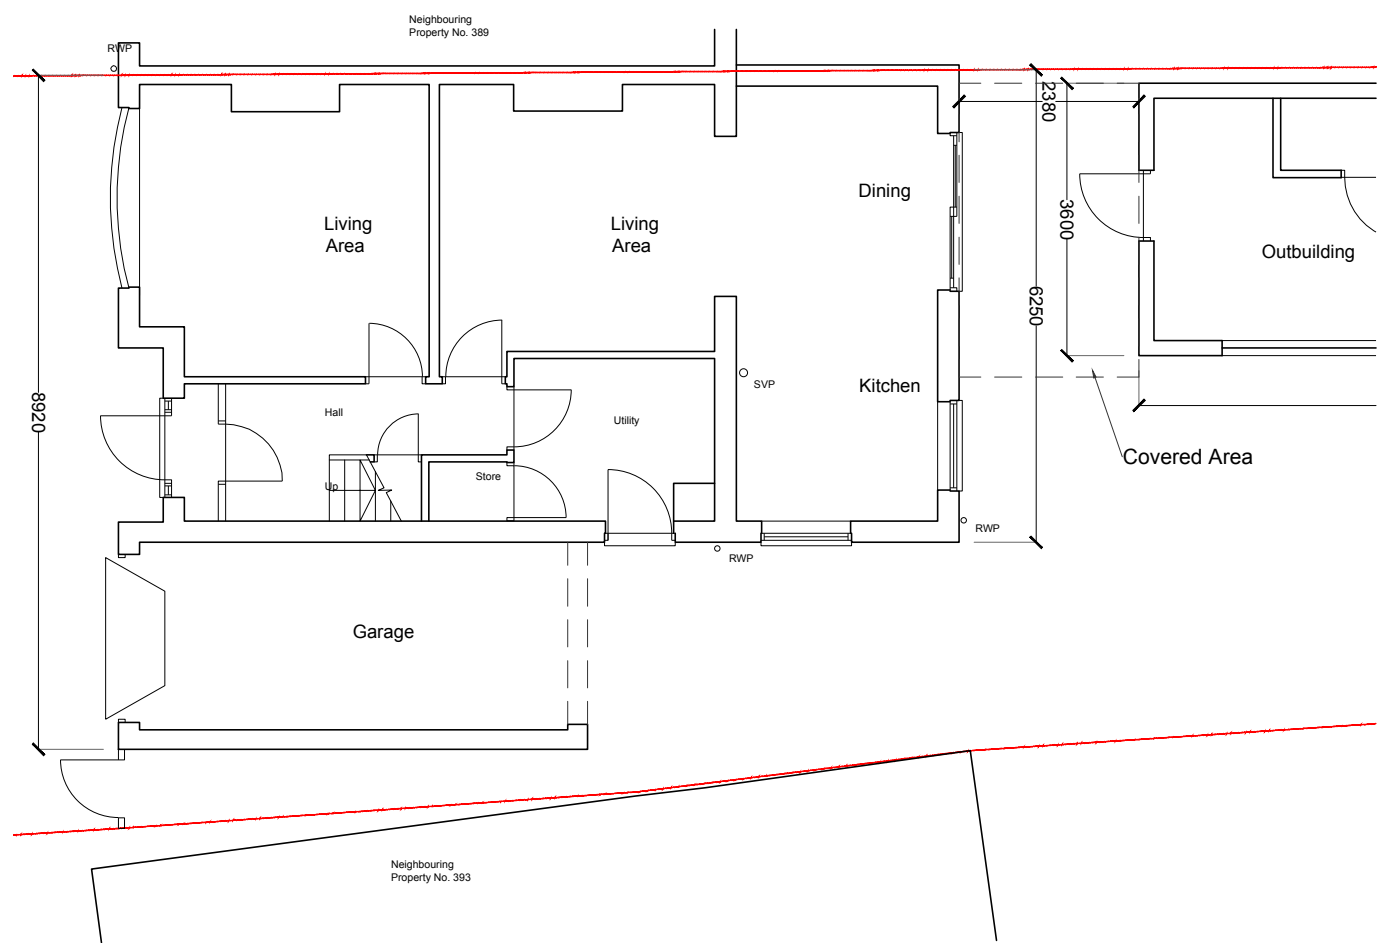 Neighbouring
Property No. 389
RWP
2380
3600
6250
8920
Living
Area
Living
Area
Dining
Outbuilding
Kitchen
SVP
Hall
Utility
Covered Area
Store
Up
RWP
RWP
Garage
Neighbouring
Property No. 393